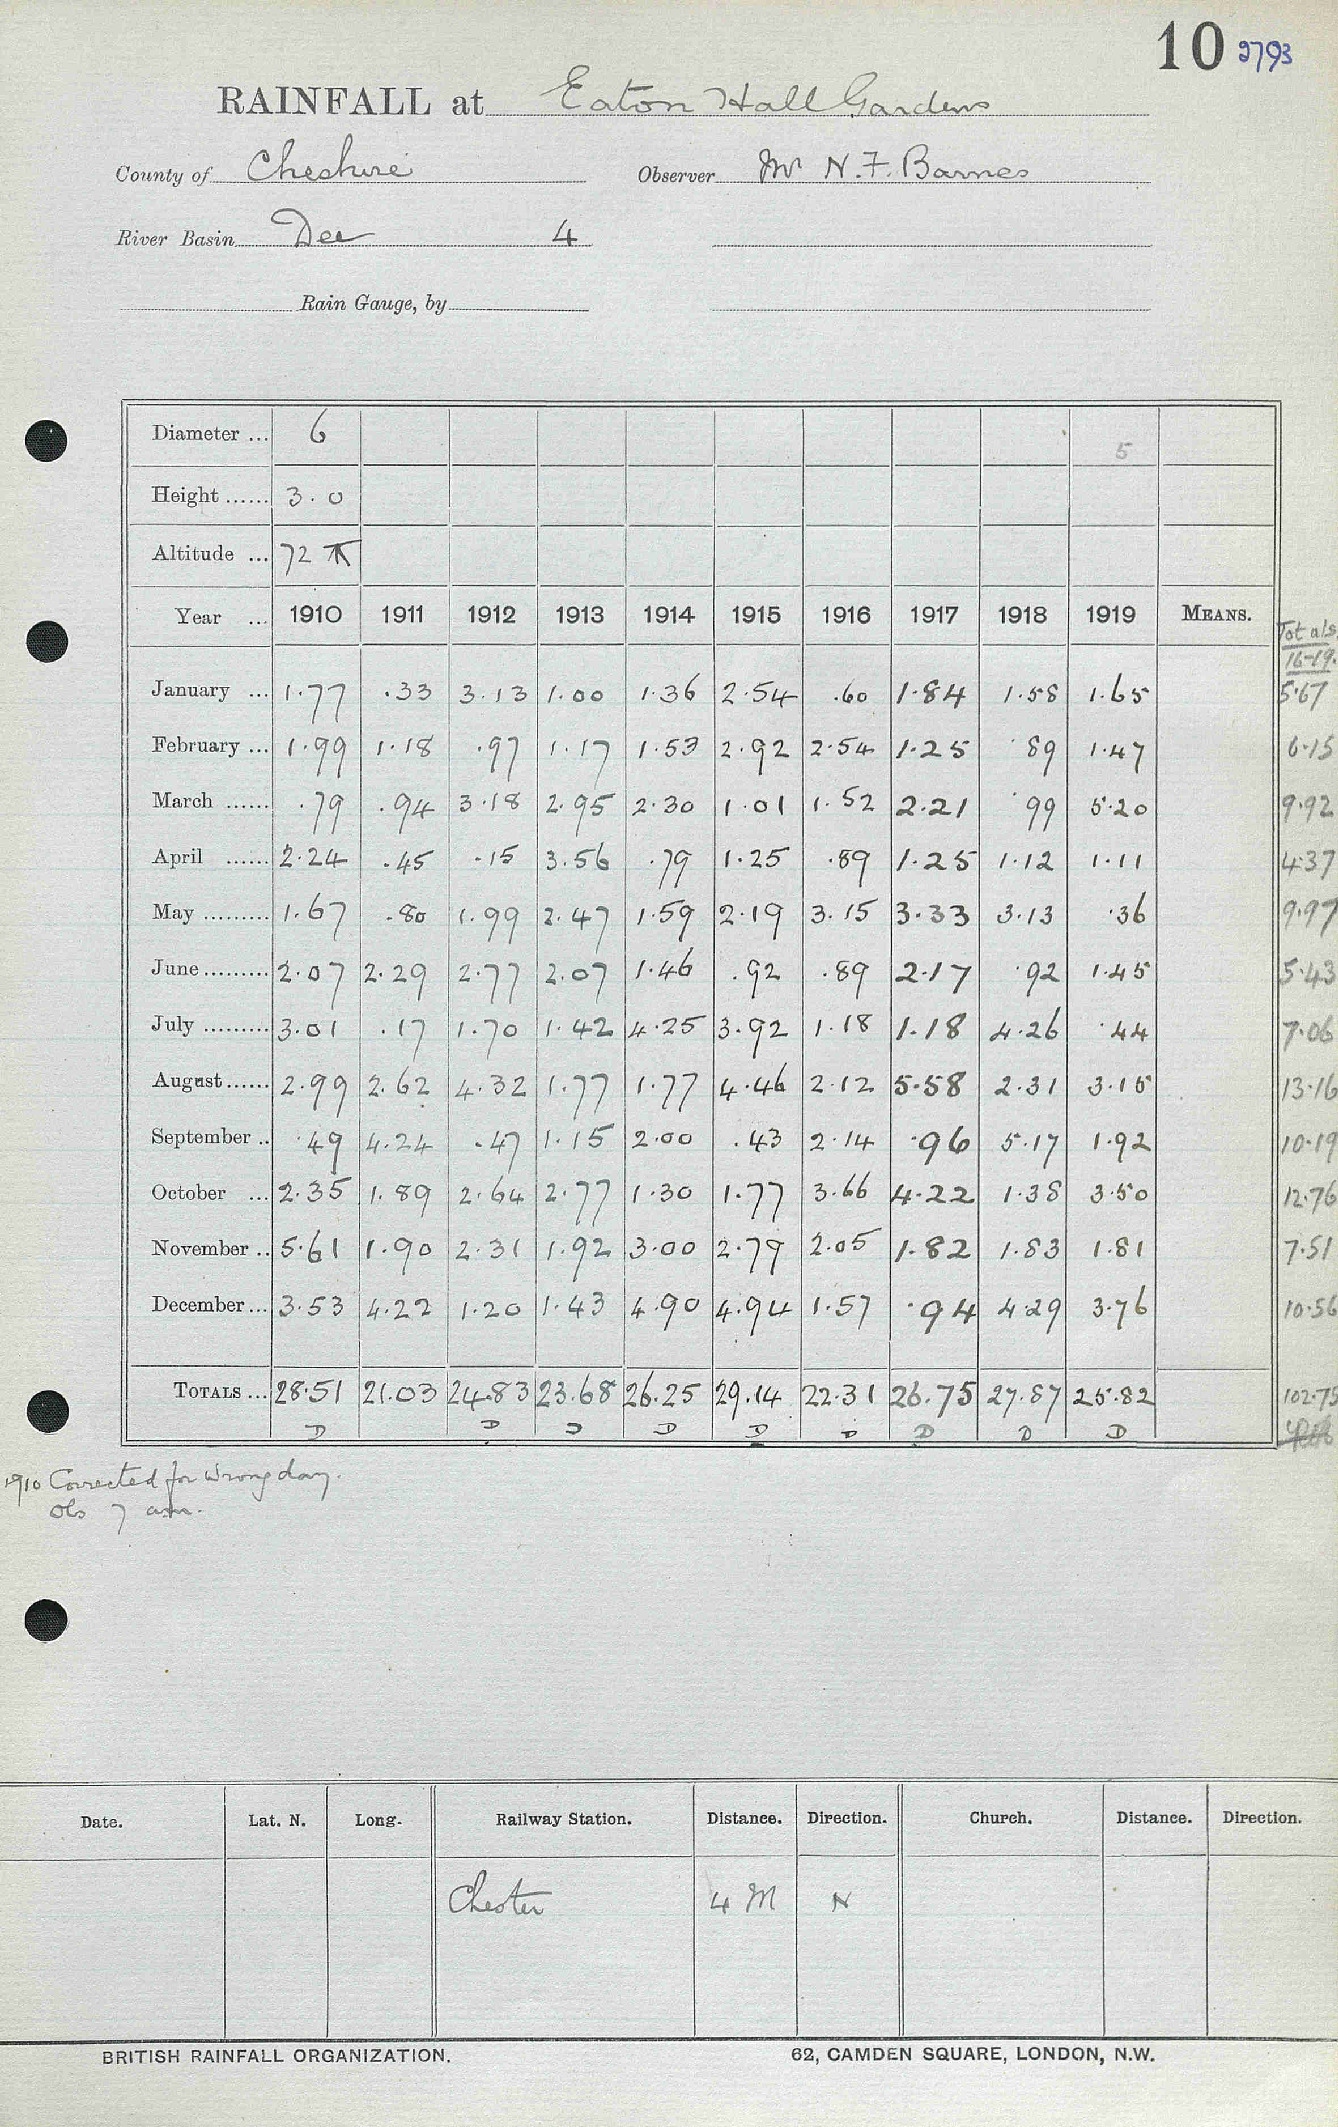 10 2793
RAINFALL at Eaton Hall Gardens
County of Cheshire Observer Mr N.F. Barnes
River Basin Dee 4
Rain Gauge, by
Diameter ... 6 5
Height ...... 3.0
Altitude ... 72 T
Year ... 1910 1911 1912 1913 1914 1915 1916 1917 1918 1919 MEANS. Totals
16-19.
January ... 1.77 .33 3.13 1.00 1.36 2.54 .60 1.84 1.58 1.65 5.67
February ... 1.99 1.18 .97 1.17 1.53 2.92 2.54 1.25 .89 1.47 6.15
March ...... .79 .94 3.18 2.95 2.30 1.01 1.52 2.21 .99 5.20 9.92
April ...... 2.24 .45 .15 3.56 .79 1.25 .89 1.25 1.12 1.11 4.37
May ......... 1.67 .80 1.99 2.47 1.59 2.19 3.15 3.33 3.13 .36 9.97
June ......... 2.07 2.29 2.77 2.07 1.46 .92 .89 2.17 .92 1.45 5.43
July ......... 3.01 .17 1.70 1.42 4.25 3.92 1.18 1.18 4.26 .44 7.06
August ...... 2.99 2.62 4.32 1.77 1.77 4.46 2.12 5.58 2.31 3.15 13.16
September .. .49 4.24 .47 1.15 2.00 .43 2.14 .96 5.17 1.92 10.19
October ... 2.35 1.89 2.64 2.77 1.30 1.77 3.66 4.22 1.38 3.50 12.76
November .. 5.61 1.90 2.31 1.92 3.00 2.79 2.05 1.82 1.83 1.81 7.51
December ... 3.53 4.22 1.20 1.43 4.90 4.94 1.57 .94 4.29 3.76 10.56
TOTALS ... 28.51 21.03 24.83 23.68 26.25 29.14 22.31 26.75 27.87 25.82 102.75
D D D D D D D D D
1910 Corrected for wrong day.
Obs 7 am.
Date. Lat. N. Long. Railway Station. Distance. Direction. Church. Distance. Direction.
Chester 4 M N
BRITISH RAINFALL ORGANIZATION. 62, CAMDEN SQUARE, LONDON, N.W.